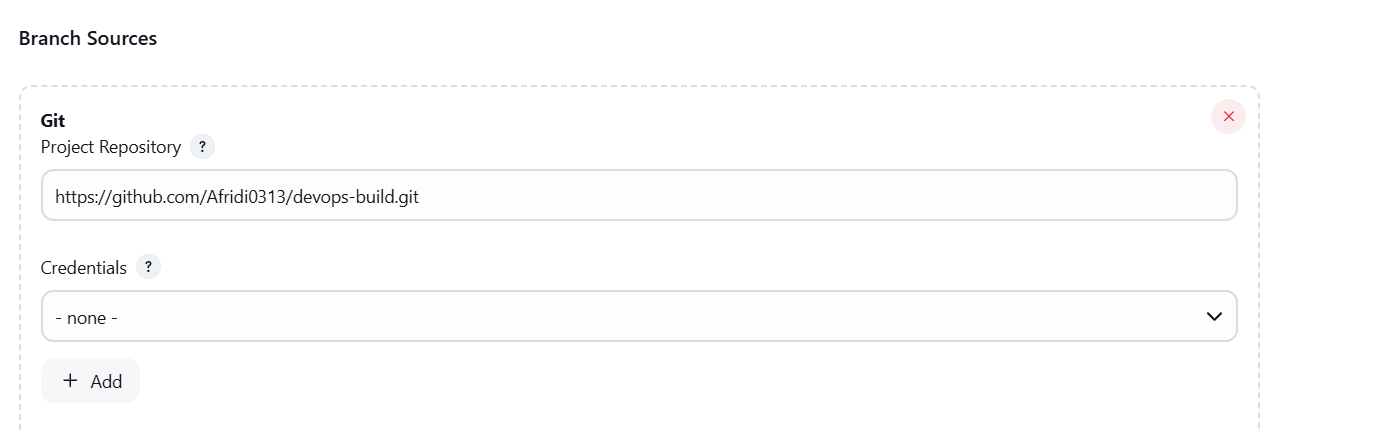 Branch Sources
Git
Project Repository ?
https://github.com/Afridi0313/devops-build.git
Credentials ?
- none -
+ Add